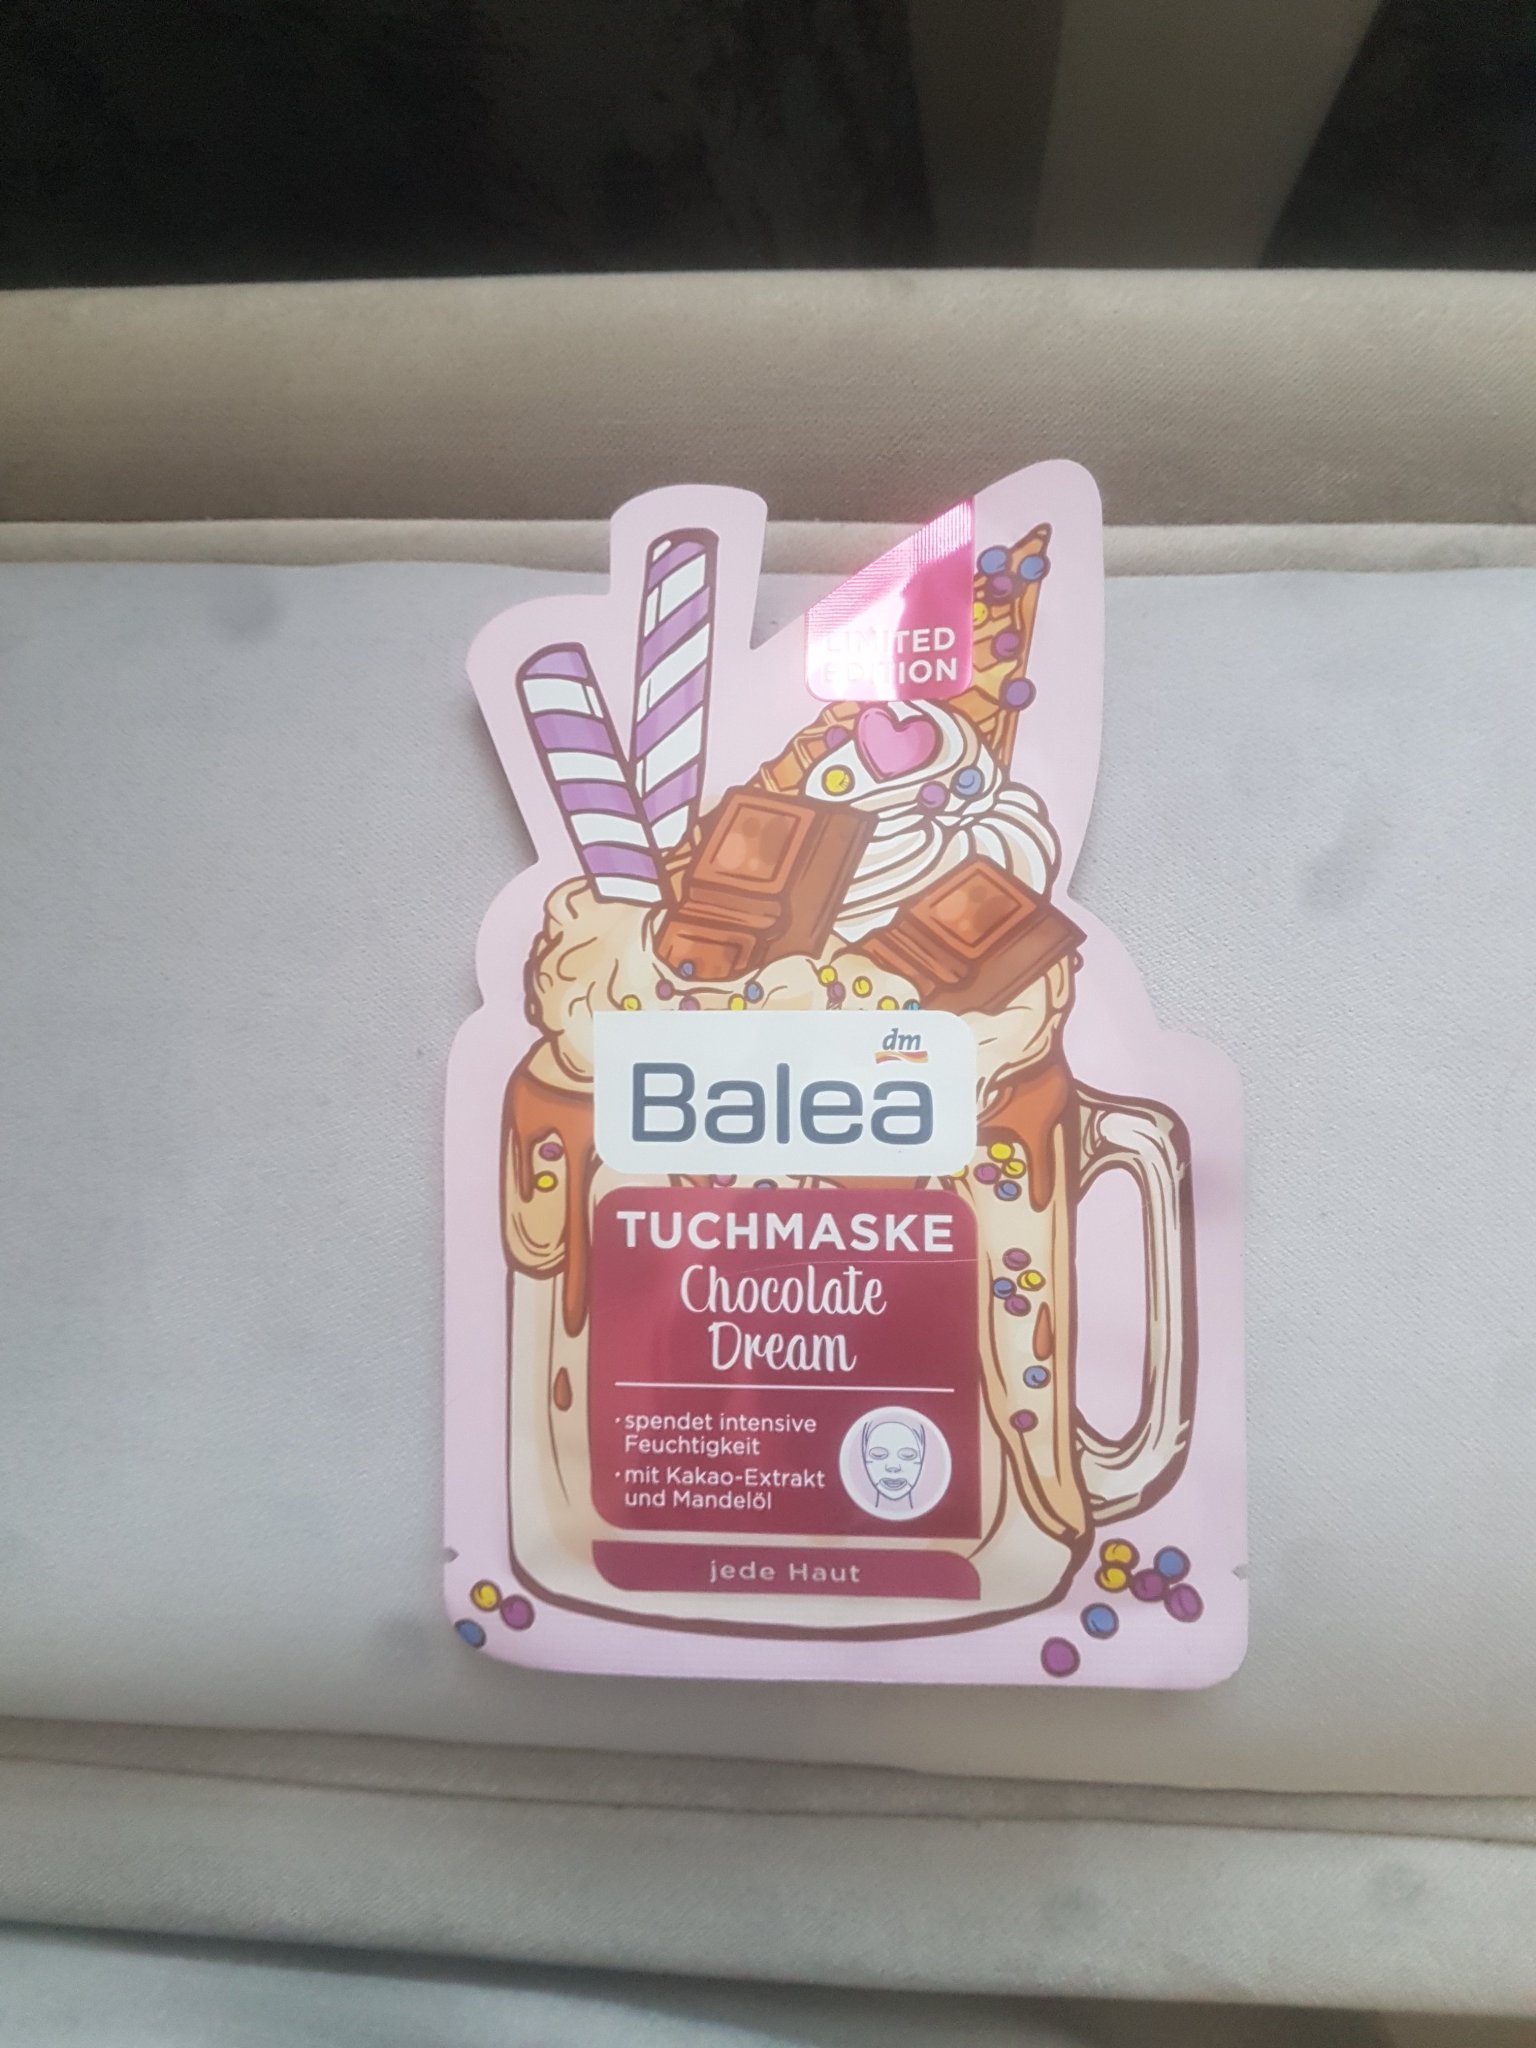 LIMITED
EDITION
dm
Balea
TUCHMASKE
Chocolate
Dream
• spendet intensive
Feuchtigkeit
• mit Kakao-Extrakt
und Mandelöl
jede Haut